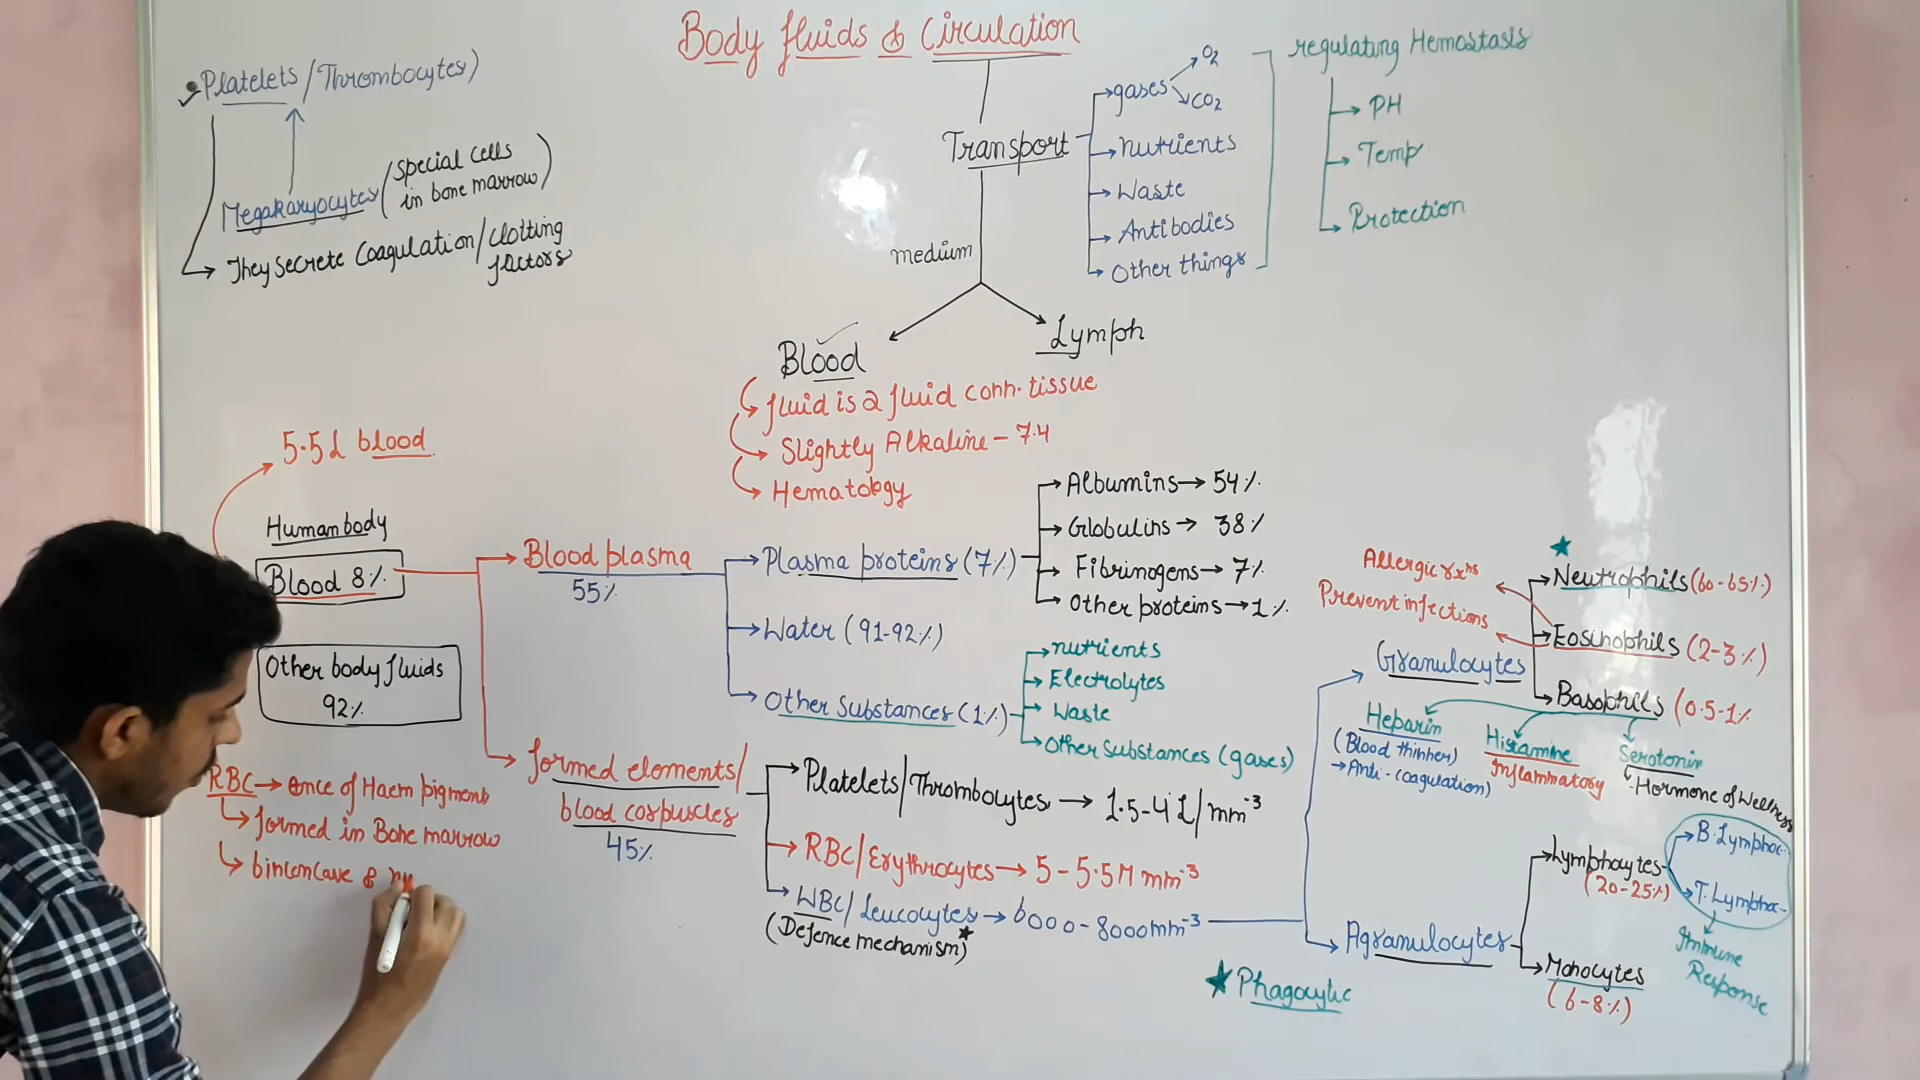 Body fluids & Circulation
Platelets/Thrombocytes)
Megakaryocytes (special cells
in bone marrow)
They secrete Coagulation/clotting
factors
Transport
gases
O2
CO2
nutrients
Waste
Antibodies
Other things
regulating Hemostasis
PH
Temp
Protection
medium
Blood
Lymph
fluid is a fluid conn. tissue
Slightly Alkaline - 7.4
Hematology
5.5L blood
Human body
Blood 8%
Other body fluids
92%
Blood plasma
55%
Plasma proteins (7%)
Albumins → 54%
Globulins → 38%
Fibrinogens → 7%
Other proteins → 1%
Water (91-92%)
Other Substances (1%)
nutrients
Electrolytes
Waste
Other substances (gases)
formed elements/
blood corpuscles
45%
Platelets/Thrombocytes → 1.5-4 L/mm-3
RBC/Erythrocytes → 5-5.5M mm-3
WBC/Leucocytes → 6000-8000mm-3
(Defence mechanism)★
RBC → of Haem pigment
formed in Bone marrow
&
Granulocytes
★
Neutrophils (60-65%)
Eosinophils (2-3%)
Basophils (0.5-1%
Allergic rxns
Prevent infections
Heparin
(Blood thinner)
→Anti-coagulation)
Histamine
Inflammatory
Serotonin
Hormone of Wellness
Agranulocytes
Lymphocytes
(20-25%)
B.Lymphoc..
T.Lymphoc..
Immune
Response
Monocytes
(6-8%)
★Phagocytic